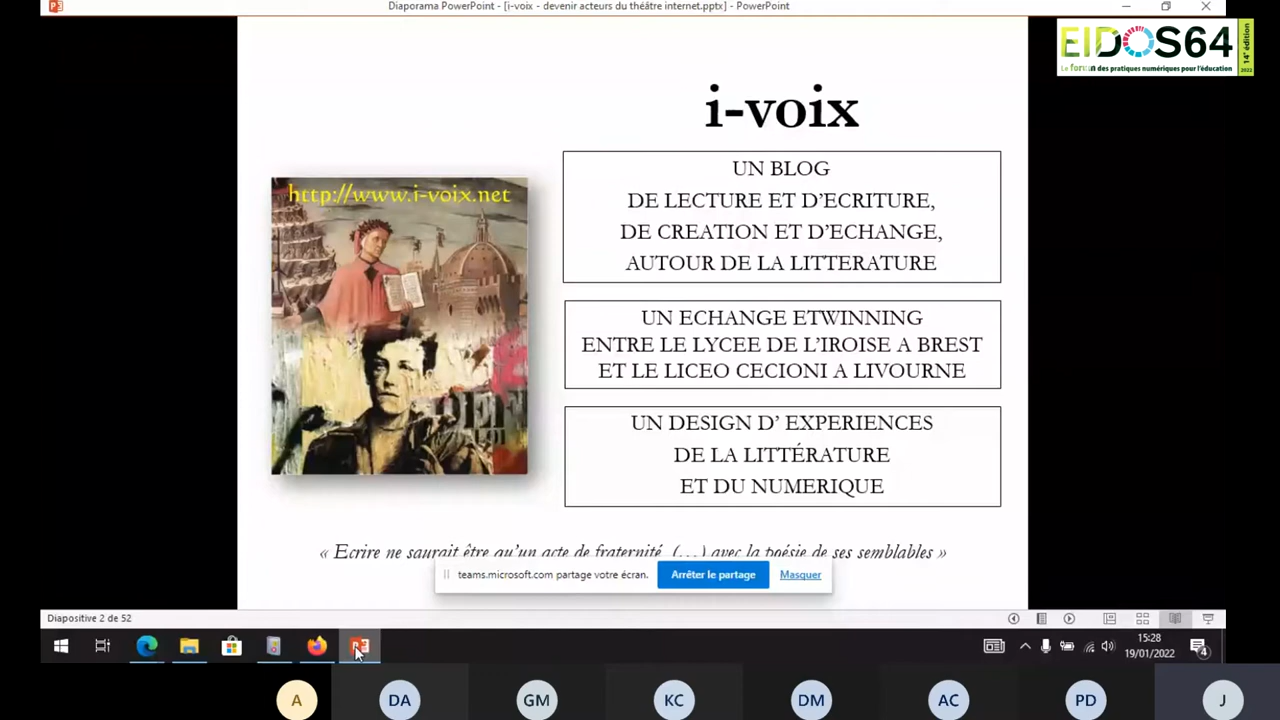 Diaporama PowerPoint - [i-voix - devenir acteurs du théâtre internet.pptx] - PowerPoint
EIDOS64
Le forum des pratiques numériques pour l'éducation
14e édition
2022
i-voix
http://www.i-voix.net
UN BLOG
DE LECTURE ET D'ECRITURE,
DE CREATION ET D'ECHANGE,
AUTOUR DE LA LITTERATURE
UN ECHANGE ETWINNING
ENTRE LE LYCEE DE L'IROISE A BREST
ET LE LICEO CECIONI A LIVOURNE
UN DESIGN D' EXPERIENCES
DE LA LITTÉRATURE
ET DU NUMERIQUE
« Ecrire ne saurait être qu'un acte de fraternité (...) avec la poésie de ses semblables »
teams.microsoft.com partage votre écran.
Arrêter le partage
Masquer
Diapositive 2 de 52
15:28
19/01/2022
4
A
DA
GM
KC
DM
AC
PD
J